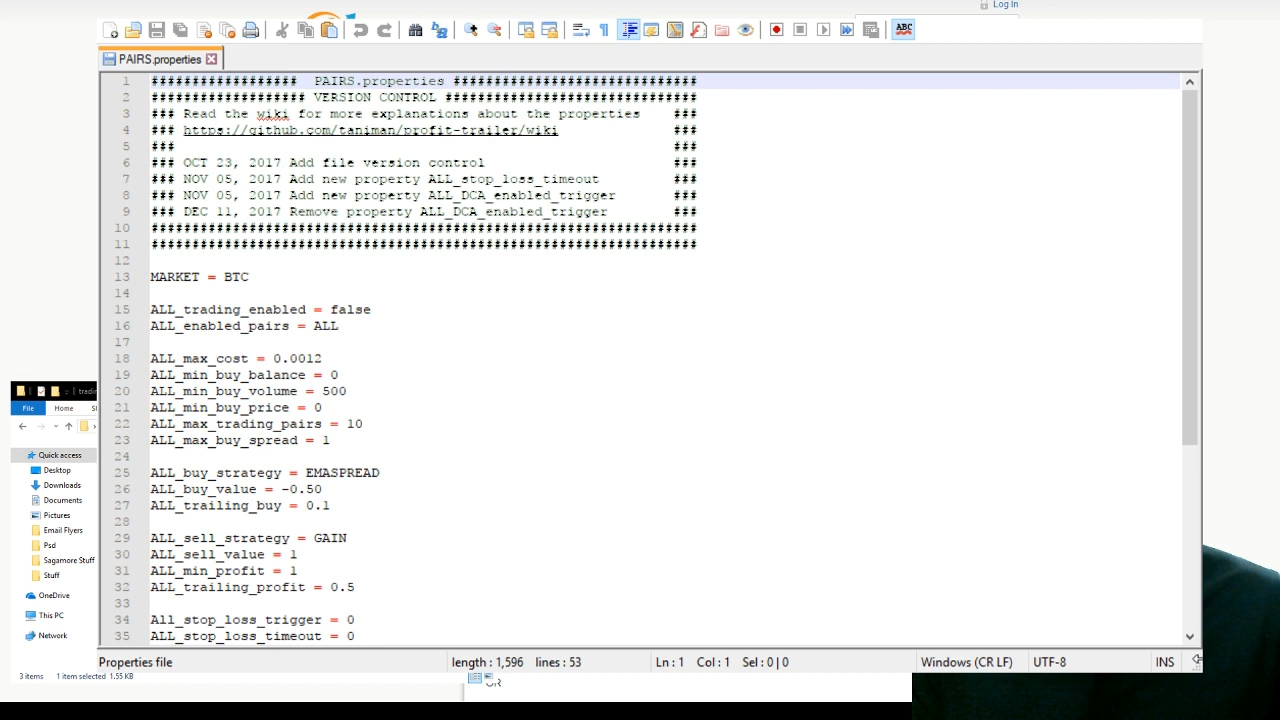 Log In
ABC
PAIRS.properties
1 ################## PAIRS.properties ##############################
2 ################### VERSION CONTROL ###############################
3 ### Read the wiki for more explanations about the properties ###
4 ### https://github.com/taniman/profit-trailer/wiki ###
5 ### ###
6 ### OCT 23, 2017 Add file version control ###
7 ### NOV 05, 2017 Add new property ALL_stop_loss_timeout ###
8 ### NOV 05, 2017 Add new property ALL_DCA_enabled_trigger ###
9 ### DEC 11, 2017 Remove property ALL_DCA_enabled_trigger ###
10 ###################################################################
11 ###################################################################
12
13 MARKET = BTC
14
15 ALL_trading_enabled = false
16 ALL_enabled_pairs = ALL
17
18 ALL_max_cost = 0.0012
19 ALL_min_buy_balance = 0
20 ALL_min_buy_volume = 500
21 ALL_min_buy_price = 0
22 ALL_max_trading_pairs = 10
23 ALL_max_buy_spread = 1
24
25 ALL_buy_strategy = EMASPREAD
26 ALL_buy_value = -0.50
27 ALL_trailing_buy = 0.1
28
29 ALL_sell_strategy = GAIN
30 ALL_sell_value = 1
31 ALL_min_profit = 1
32 ALL_trailing_profit = 0.5
33
34 All_stop_loss_trigger = 0
35 ALL_stop_loss_timeout = 0
File Home
Quick access
Desktop
Downloads
Documents
Pictures
Email Flyers
Psd
Sagamore Stuff
Stuff
OneDrive
This PC
Network
Properties file length : 1,596 lines : 53 Ln : 1 Col : 1 Sel : 0 | 0 Windows (CR LF) UTF-8 INS
3 items 1 item selected 1.55 KB